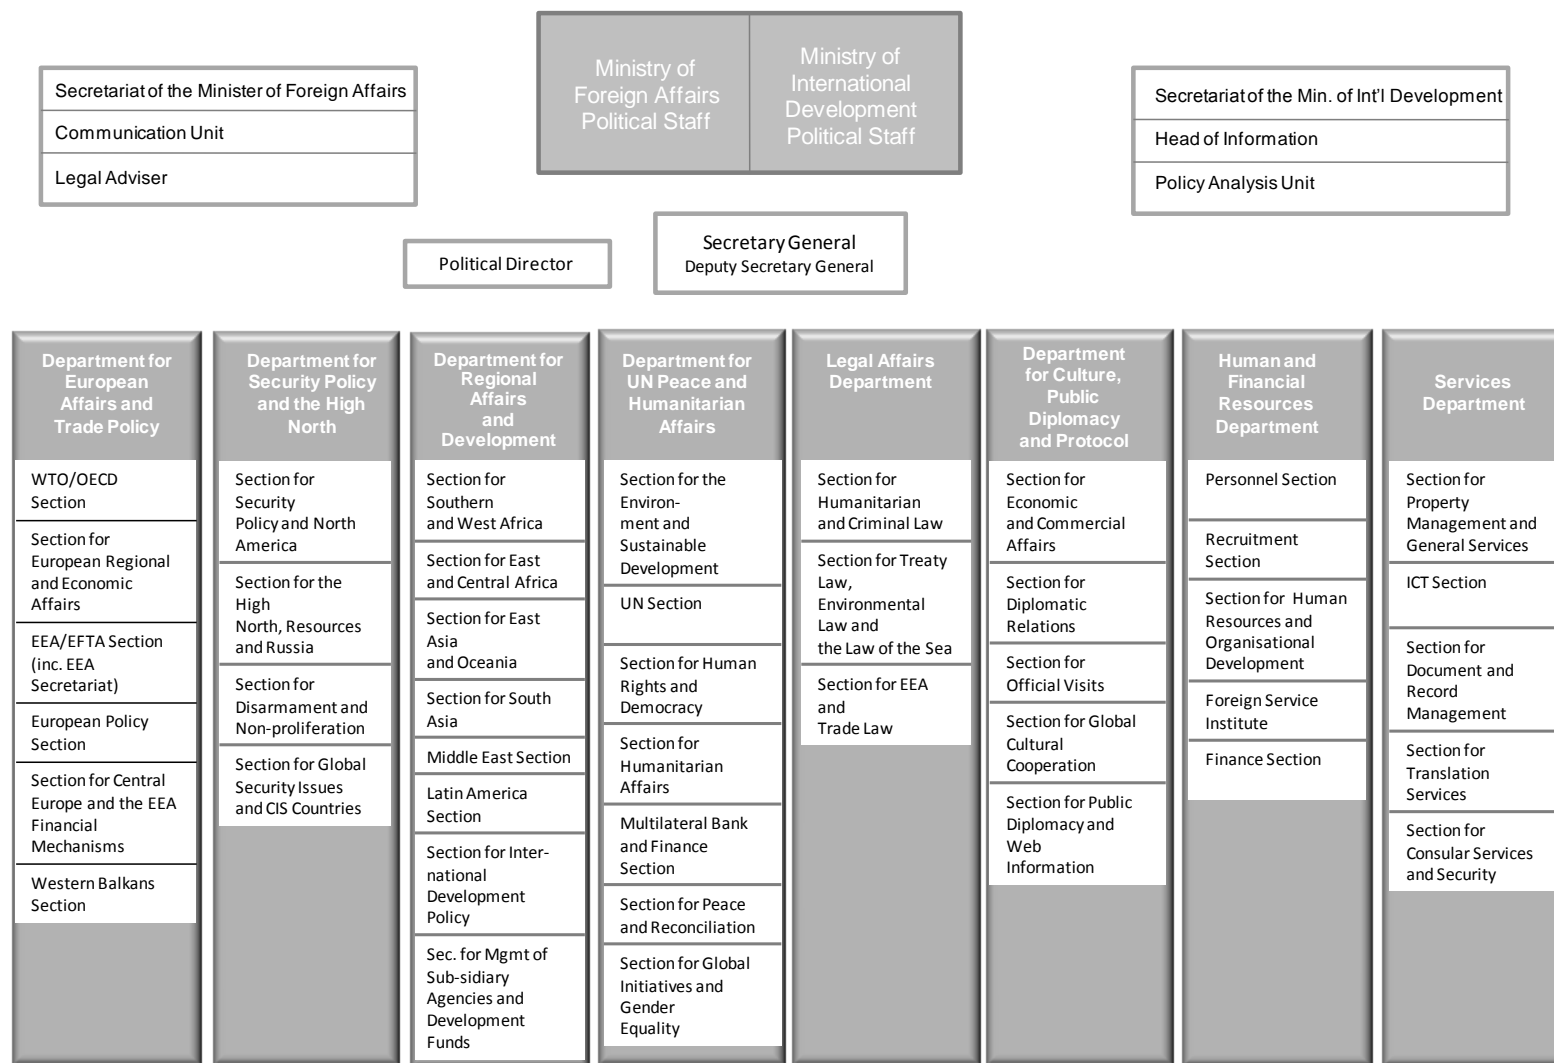 Ministry of
Foreign Affairs
Political Staff
Ministry of
International
Development
Political Staff
Secretariat of the Minister of Foreign Affairs
Communication Unit
Legal Adviser
Secretariat of the Min. of Int'l Development
Head of Information
Policy Analysis Unit
Political Director
Secretary General
Deputy Secretary General
Department for
European
Affairs and
Trade Policy
WTO/OECD
Section
Section for
European Regional
and Economic
Affairs
EEA/EFTA Section
(inc. EEA
Secretariat)
European Policy
Section
Section for Central
Europe and the EEA
Financial
Mechanisms
Western Balkans
Section
Department for
Security Policy
and the High
North
Section for
Security
Policy and North
America
Section for the
High
North, Resources
and Russia
Section for
Disarmament and
Non-proliferation
Section for Global
Security Issues
and CIS Countries
Department for
Regional
Affairs
and
Development
Section for
Southern
and West Africa
Section for East
and Central Africa
Section for East
Asia
and Oceania
Section for South
Asia
Middle East Section
Latin America
Section
Section for Inter-
national
Development
Policy
Sec. for Mgmt of
Sub-sidiary
Agencies and
Development
Funds
Department for
UN Peace and
Humanitarian
Affairs
Section for the
Environ-
ment and
Sustainable
Development
UN Section
Section for Human
Rights and
Democracy
Section for
Humanitarian
Affairs
Multilateral Bank
and Finance
Section
Section for Peace
and Reconciliation
Section for Global
Initiatives and
Gender
Equality
Legal Affairs
Department
Section for
Humanitarian
and Criminal Law
Section for Treaty
Law,
Environmental
Law and
the Law of the Sea
Section for EEA
and
Trade Law
Department
for Culture,
Public
Diplomacy
and Protocol
Section for
Economic
and Commercial
Affairs
Section for
Diplomatic
Relations
Section for
Official Visits
Section for Global
Cultural
Cooperation
Section for Public
Diplomacy and
Web
Information
Human and
Financial
Resources
Department
Personnel Section
Recruitment
Section
Section for Human
Resources and
Organisational
Development
Foreign Service
Institute
Finance Section
Services
Department
Section for
Property
Management and
General Services
ICT Section
Section for
Document and
Record
Management
Section for
Translation
Services
Section for
Consular Services
and Security